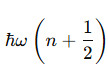 ħω(n + 1/2)